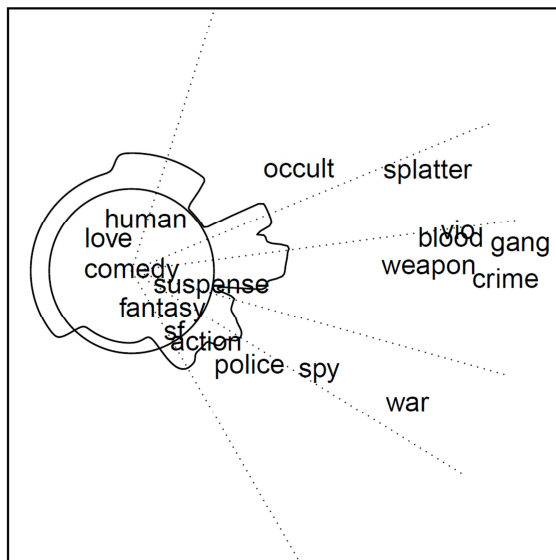 occult
splatter
human
love
vio
blood
gang
comedy
weapon
suspense
crime
fantasy
sf
action
police
spy
war